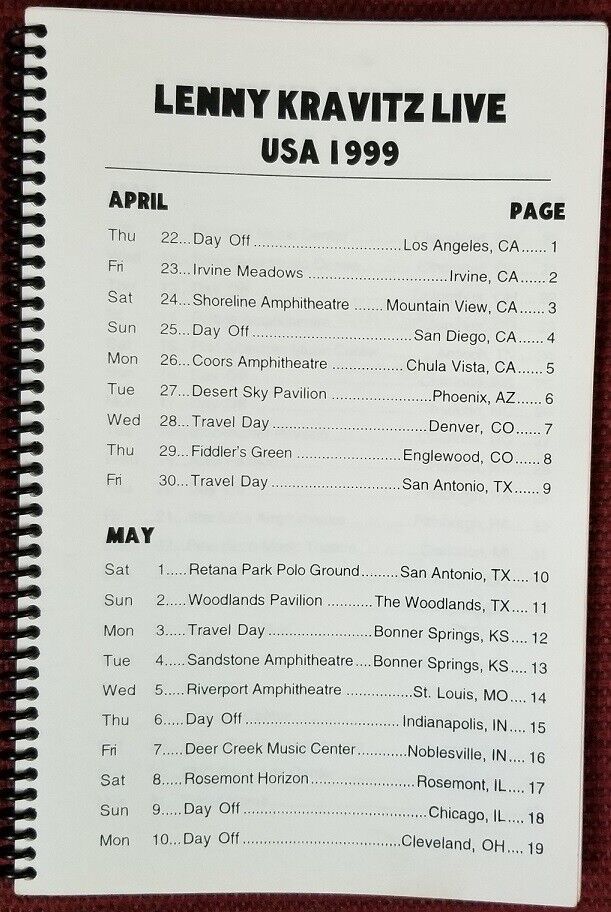 LENNY KRAVITZ LIVE
USA 1999
APRIL PAGE
Thu 22...Day Off..................................Los Angeles, CA...... 1
Fri 23...Irvine Meadows ................................Irvine, CA...... 2
Sat 24...Shoreline Amphitheatre .......Mountain View, CA...... 3
Sun 25...Day Off......................................San Diego, CA...... 4
Mon 26...Coors Amphitheatre .................Chula Vista, CA...... 5
Tue 27...Desert Sky Pavilion .......................Phoenix, AZ...... 6
Wed 28...Travel Day ....................................Denver, CO...... 7
Thu 29...Fiddler's Green ........................Englewood, CO...... 8
Fri 30...Travel Day ...............................San Antonio, TX...... 9
MAY
Sat 1.....Retana Park Polo Ground.........San Antonio, TX.... 10
Sun 2.....Woodlands Pavilion ...........The Woodlands, TX.... 11
Mon 3.....Travel Day ........................Bonner Springs, KS.... 12
Tue 4.....Sandstone Amphitheatre....Bonner Springs, KS.... 13
Wed 5.....Riverport Amphitheatre ...............St. Louis, MO.... 14
Thu 6.....Day Off ....................................Indianapolis, IN.... 15
Fri 7.....Deer Creek Music Center............Noblesville, IN.... 16
Sat 8.....Rosemont Horizon........................Rosemont, IL.... 17
Sun 9.....Day Off ..........................................Chicago, IL.... 18
Mon 10...Day Off .....................................Cleveland, OH.... 19